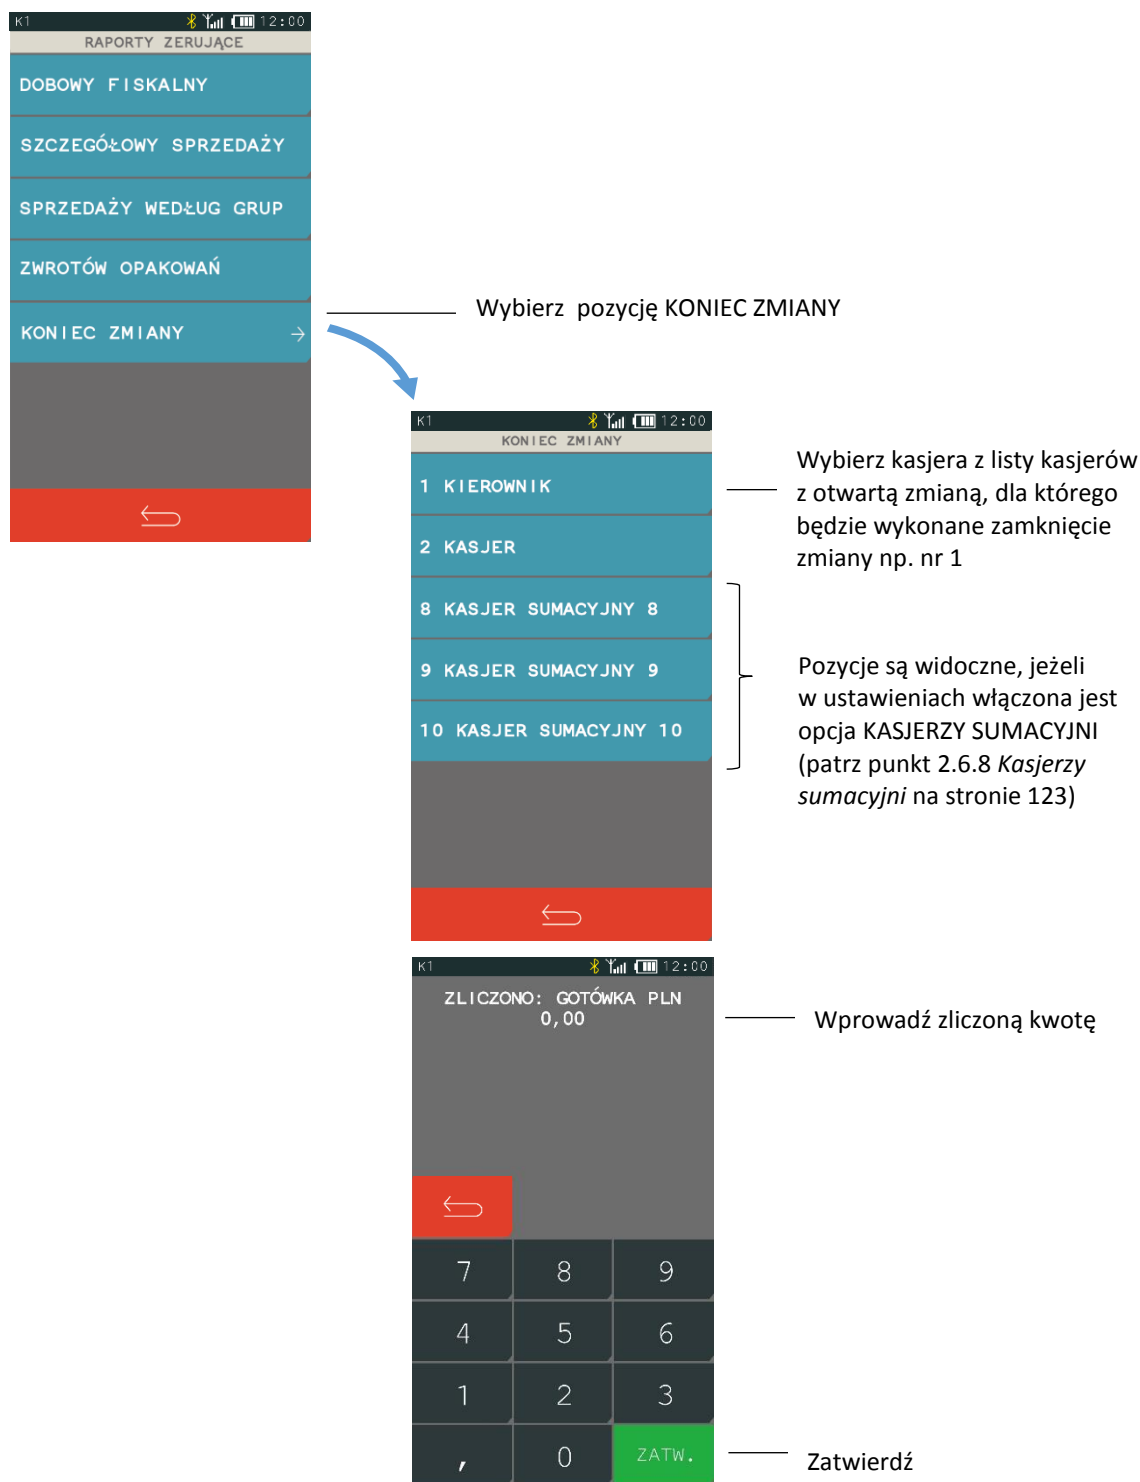 K1 12:00
RAPORTY ZERUJĄCE
DOBOWY FISKALNY
SZCZEGÓŁOWY SPRZEDAŻY
SPRZEDAŻY WEDŁUG GRUP
ZWROTÓW OPAKOWAŃ
KONIEC ZMIANY →
Wybierz pozycję KONIEC ZMIANY
K1 12:00
KONIEC ZMIANY
1 KIEROWNIK
2 KASJER
8 KASJER SUMACYJNY 8
9 KASJER SUMACYJNY 9
10 KASJER SUMACYJNY 10
Wybierz kasjera z listy kasjerów
z otwartą zmianą, dla którego
będzie wykonane zamknięcie
zmiany np. nr 1
Pozycje są widoczne, jeżeli
w ustawieniach włączona jest
opcja KASJERZY SUMACYJNI
(patrz punkt 2.6.8 Kasjerzy
sumacyjni na stronie 123)
K1 12:00
ZLICZONO: GOTÓWKA PLN
0,00
Wprowadź zliczoną kwotę
7 8 9
4 5 6
1 2 3
, 0 ZATW.
Zatwierdź